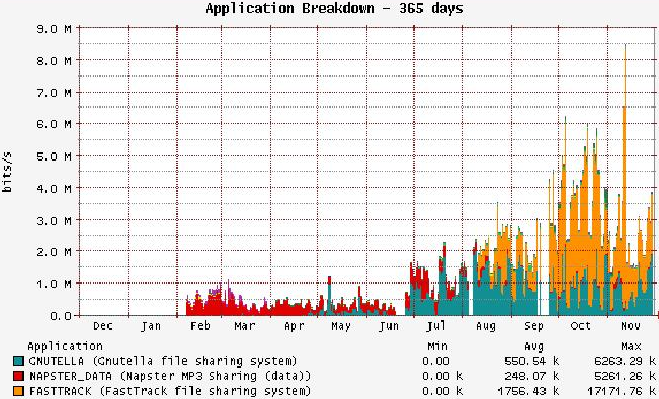 Application Breakdown - 365 days
9.0 M
8.0 M
7.0 M
6.0 M
5.0 M
4.0 M
3.0 M
2.0 M
1.0 M
0.0
bits/s
Dec Jan Feb Mar Apr May Jun Jul Aug Sep Oct Nov
Application Min Avg Max
GNUTELLA (Gnutella file sharing system) 0.00 550.54 k 6263.29 k
NAPSTER_DATA (Napster MP3 sharing (data)) 0.00 k 248.07 k 5261.26 k
FASTTRACK (FastTrack file sharing system) 0.00 k 1756.43 k 17171.76 k